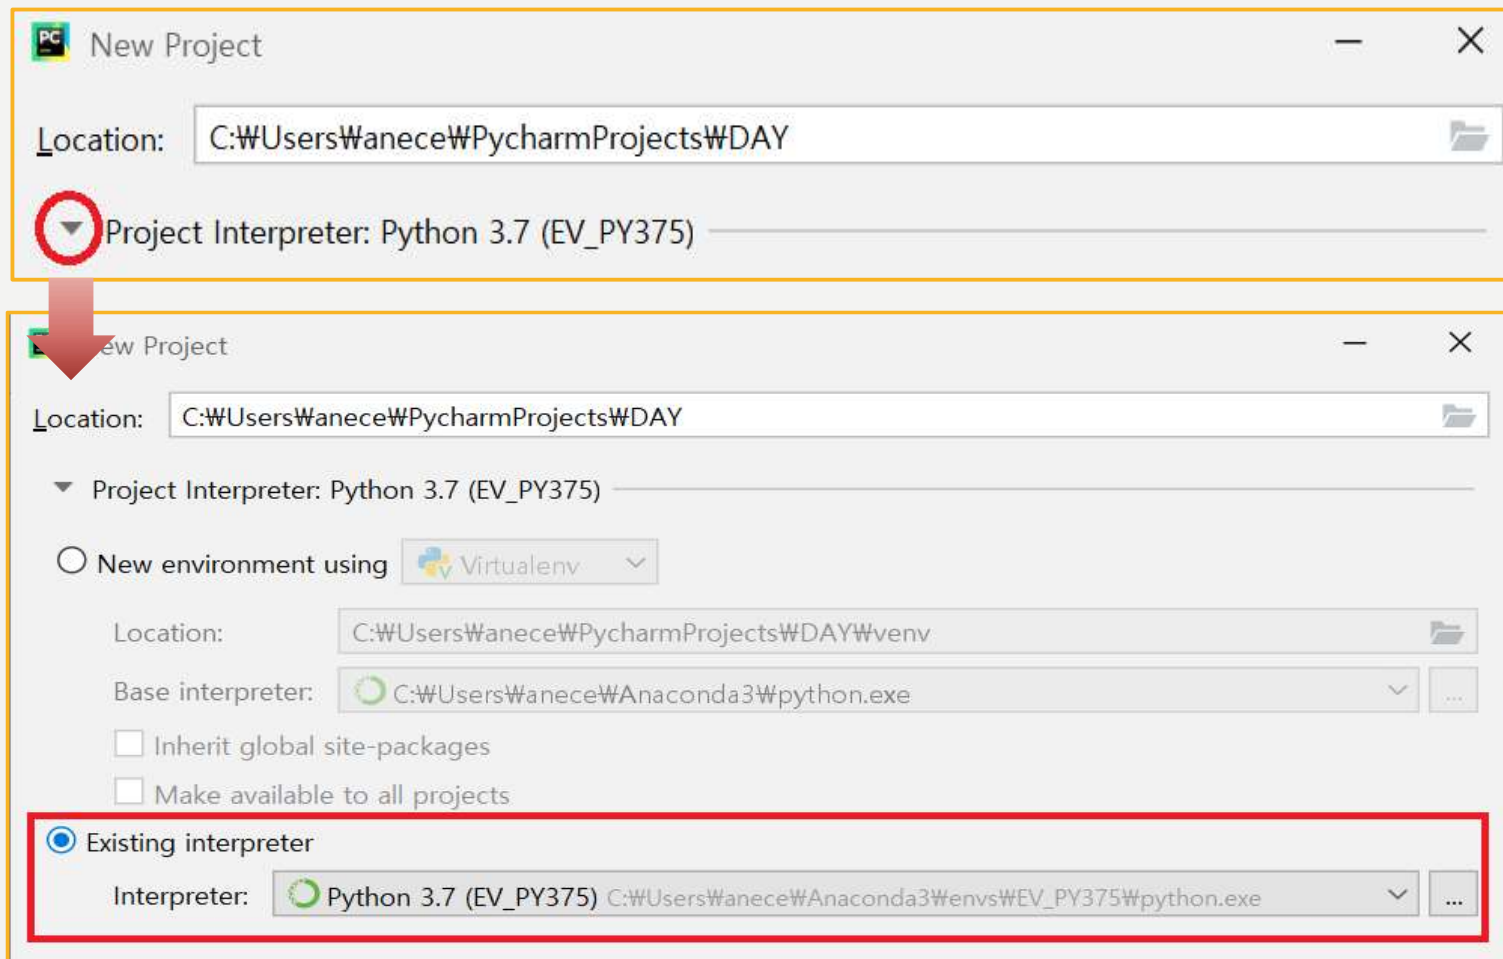 PC
New Project
Location: C:₩Users₩anece₩PycharmProjects₩DAY
Project Interpreter: Python 3.7 (EV_PY375)
ew Project
Location: C:₩Users₩anece₩PycharmProjects₩DAY
Project Interpreter: Python 3.7 (EV_PY375)
New environment using Virtualenv
Location: C:₩Users₩anece₩PycharmProjects₩DAY₩venv
Base interpreter: C:₩Users₩anece₩Anaconda3₩python.exe ...
Inherit global site-packages
Make available to all projects
Existing interpreter
Interpreter: Python 3.7 (EV_PY375) C:₩Users₩anece₩Anaconda3₩envs₩EV_PY375₩python.exe ...